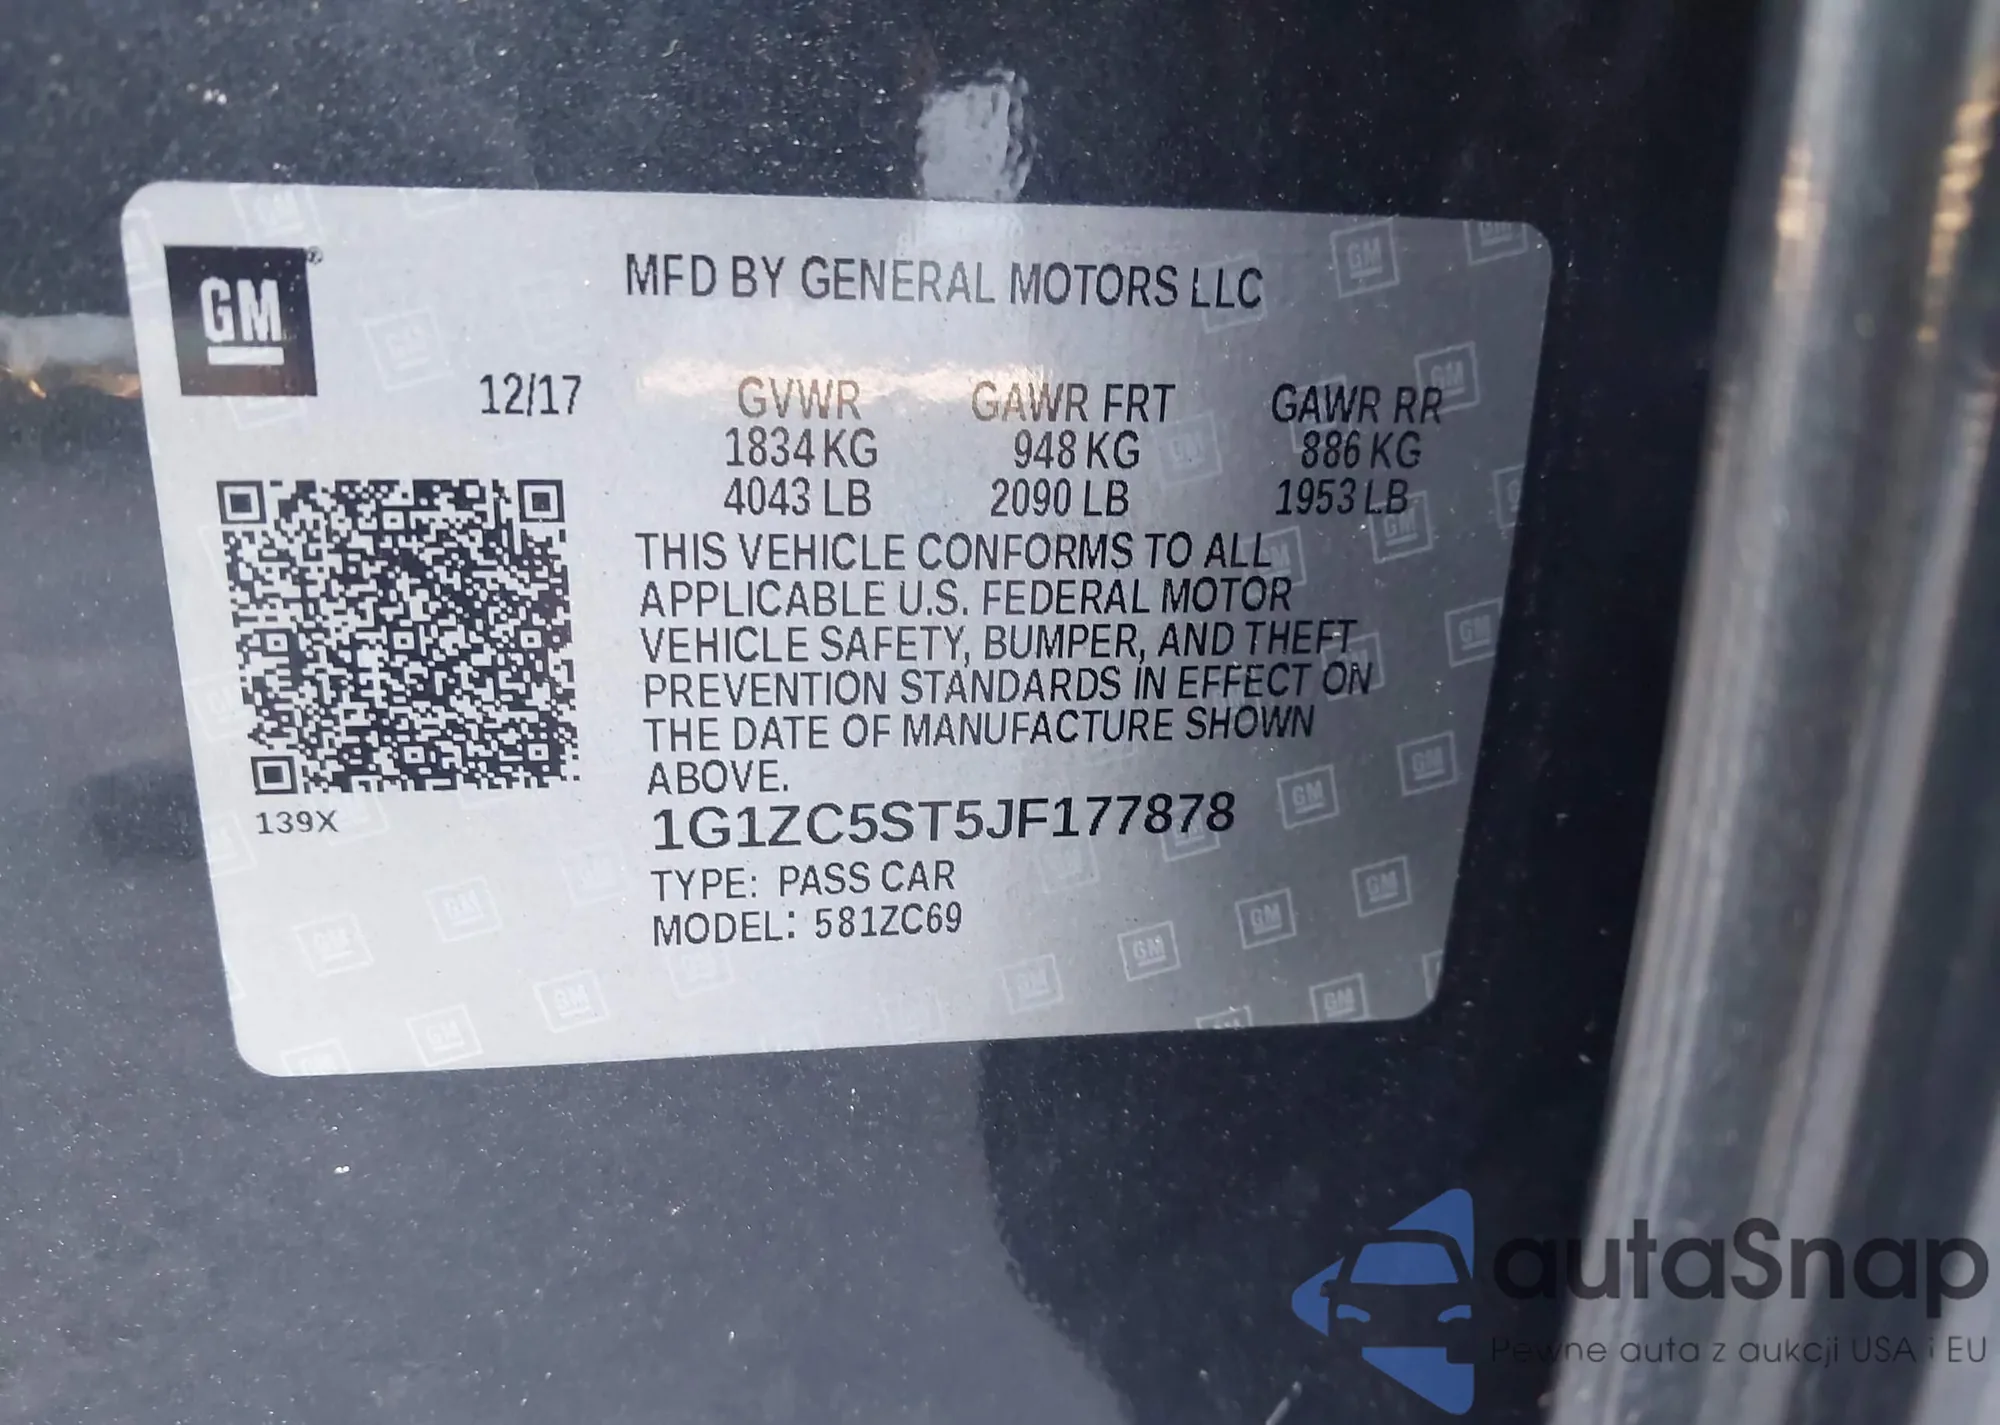 GM®
MFD BY GENERAL MOTORS LLC
12/17
GVWR GAWR FRT GAWR RR
1834 KG 948 KG 886 KG
4043 LB 2090 LB 1953 LB
THIS VEHICLE CONFORMS TO ALL
APPLICABLE U.S. FEDERAL MOTOR
VEHICLE SAFETY, BUMPER, AND THEFT
PREVENTION STANDARDS IN EFFECT ON
THE DATE OF MANUFACTURE SHOWN
ABOVE.
139X
1G1ZC5ST5JF177878
TYPE: PASS CAR
MODEL: 581ZC69
autaSnap
Pewne auta z aukcji USA i EU